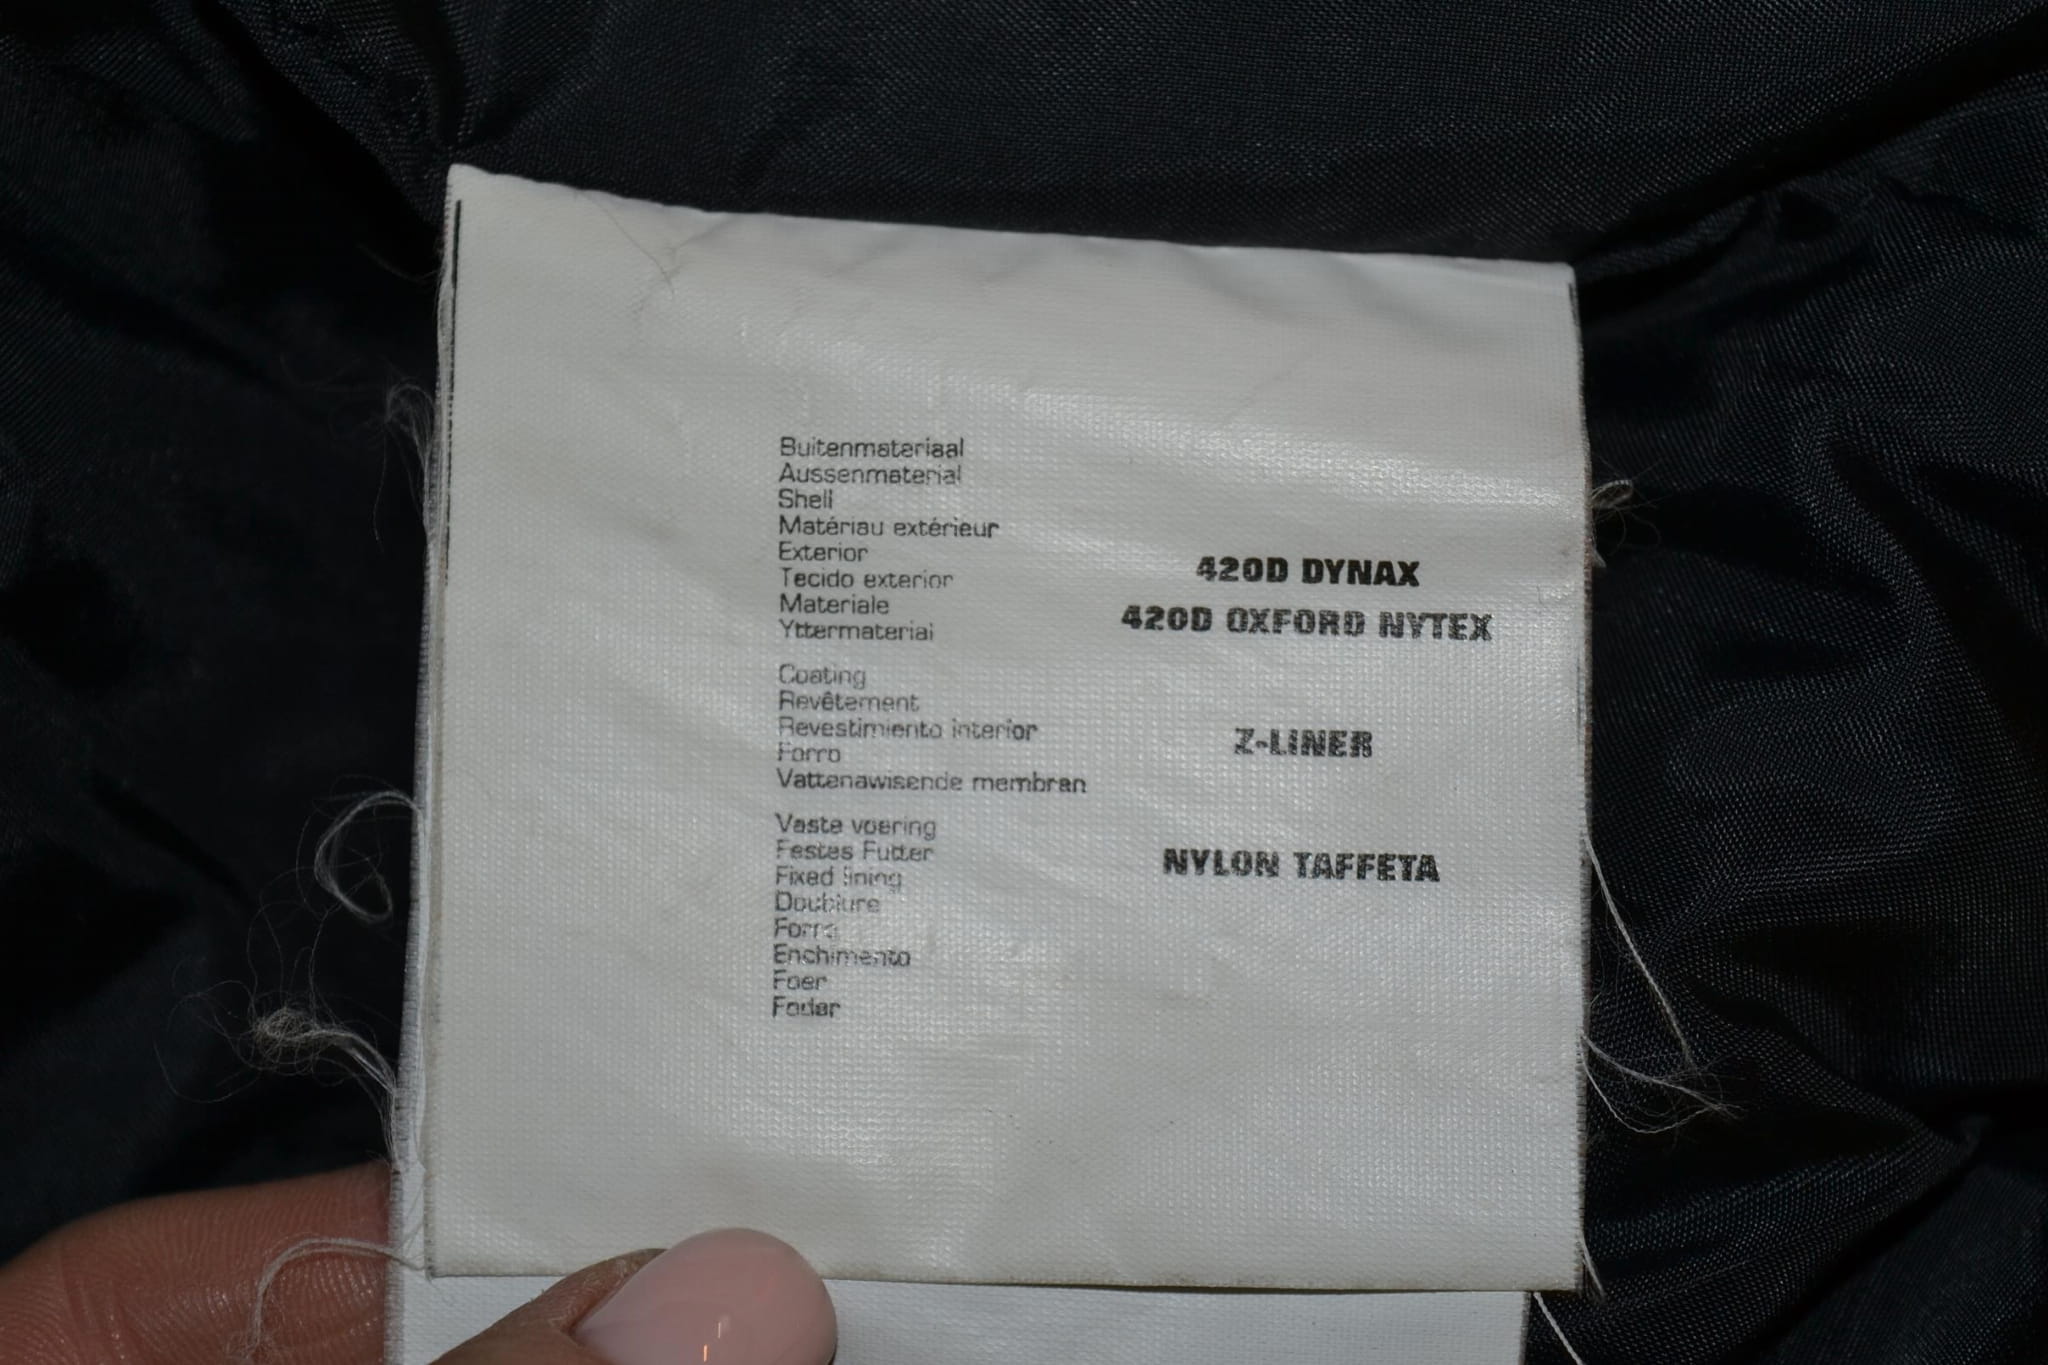 Buitenmateriaal
Aussenmaterial
Shell
Matériau extérieur
Exterior
Tecido exterior
Materiale
Yttermaterial
420D DYNAX
420D OXFORD NYTEX
Coating
Revêtement
Revestimiento interior
Forro
Vattenawisende membran
Z-LINER
Vaste voering
Festes Futter
Fixed lining
Doublure
Forro
Enchimento
Foer
Foder
NYLON TAFFETA